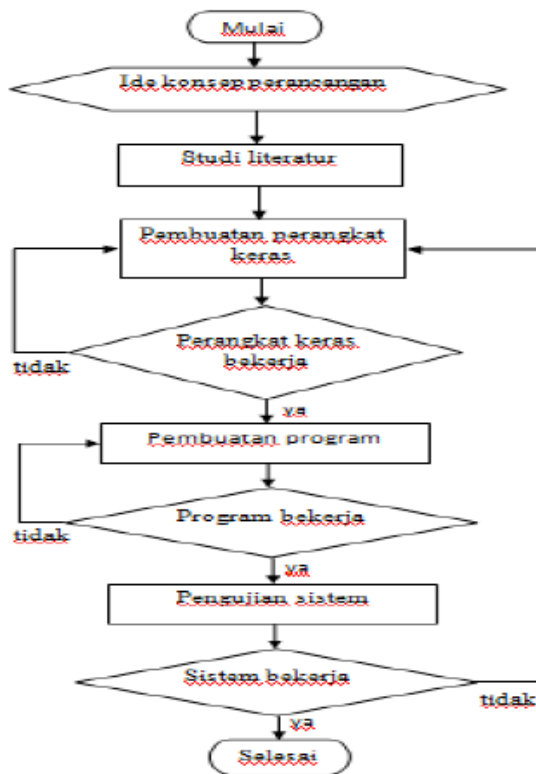 Mulai
Ide konsep perancangan
Studi literatur
Pembuatan perangkat
keras
Perangkat keras
bekerja
tidak
ya
Pembuatan program
Program bekerja
tidak
ya
Pengujian sistem
Sistem bekerja
tidak
ya
Selesai